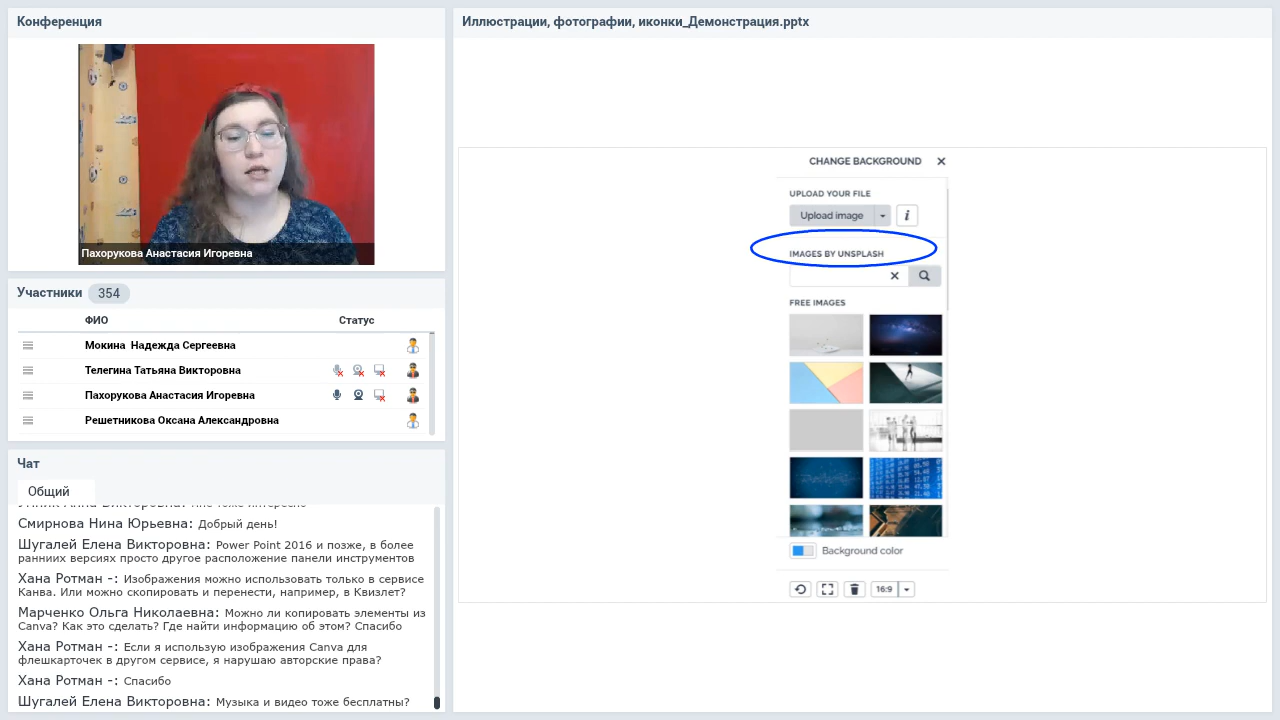 Конференция
Пахорукова Анастасия Игоревна
Участники 354
ФИО Статус
Мокина Надежда Сергеевна
Телегина Татьяна Викторовна
Пахорукова Анастасия Игоревна
Решетникова Оксана Александровна
Чат
Общий
Смирнова Нина Юрьевна: Добрый день!
Шугалей Елена Викторовна: Power Point 2016 и позже, в более
ранниих версиях просто другое расположение панели инструментов
Хана Ротман -: Изображения можно использовать только в сервисе
Канва. Или можно скопировать и перенести, например, в Квизлет?
Марченко Ольга Николаевна: Можно ли копировать элементы из
Canva? Как это сделать? Где найти информацию об этом? Спасибо
Хана Ротман -: Если я использую изображения Canva для
флешкарточек в другом сервисе, я нарушаю авторские права?
Хана Ротман -: Спасибо
Шугалей Елена Викторовна: Музыка и видео тоже бесплатны?
Иллюстрации, фотографии, иконки_Демонстрация.pptx
CHANGE BACKGROUND
UPLOAD YOUR FILE
Upload image i
IMAGES BY UNSPLASH
FREE IMAGES
Background color
16:9